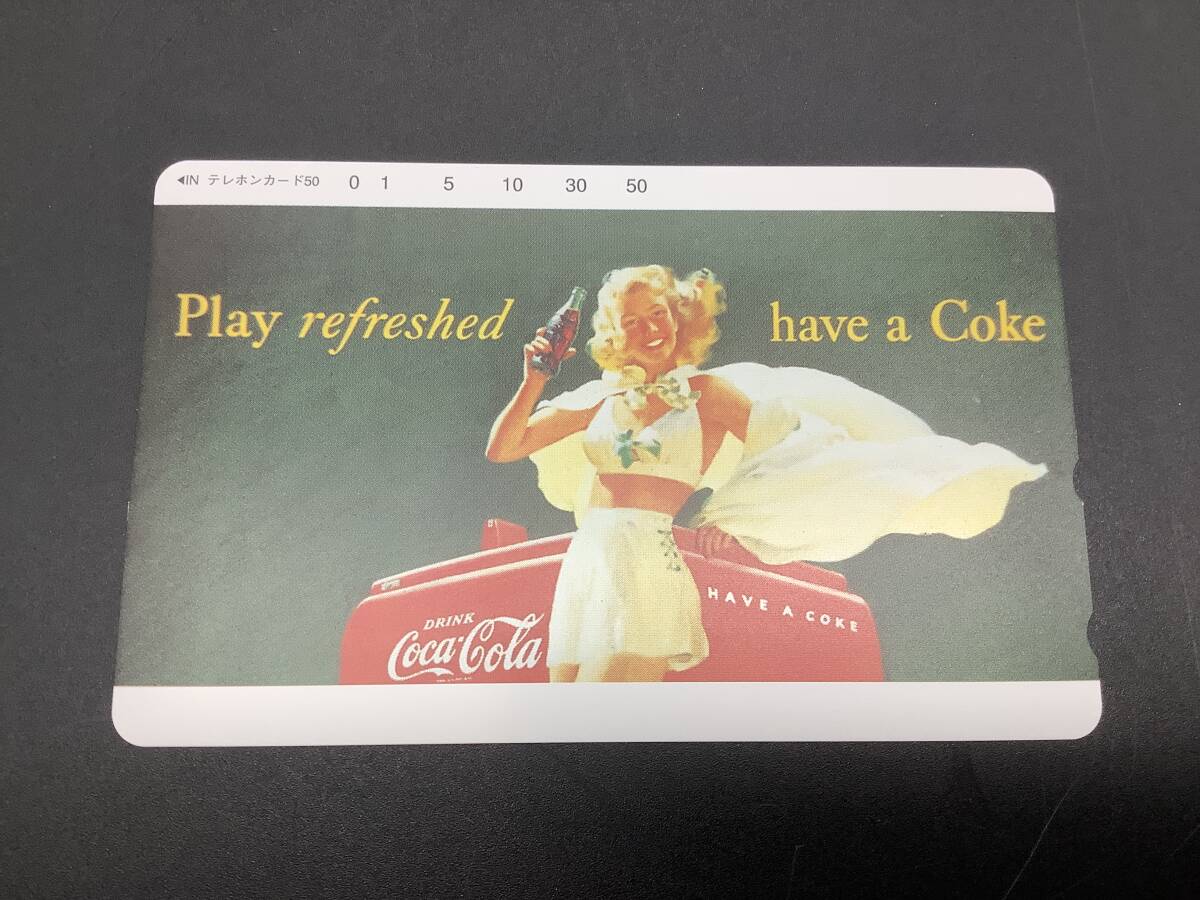 ◀IN テレホンカード50 0 1 5 10 30 50
Play refreshed have a Coke
DRINK
Coca-Cola
HAVE A COKE